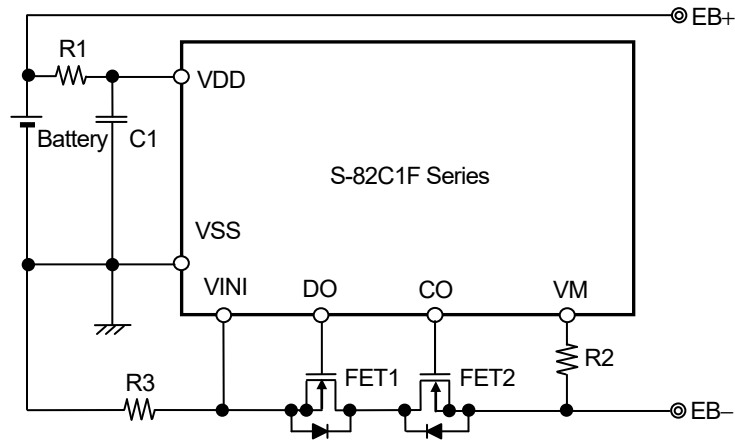 EB+
R1
VDD
Battery
C1
S-82C1F Series
VSS
VINI
DO
CO
VM
R2
R3
FET1
FET2
EB−